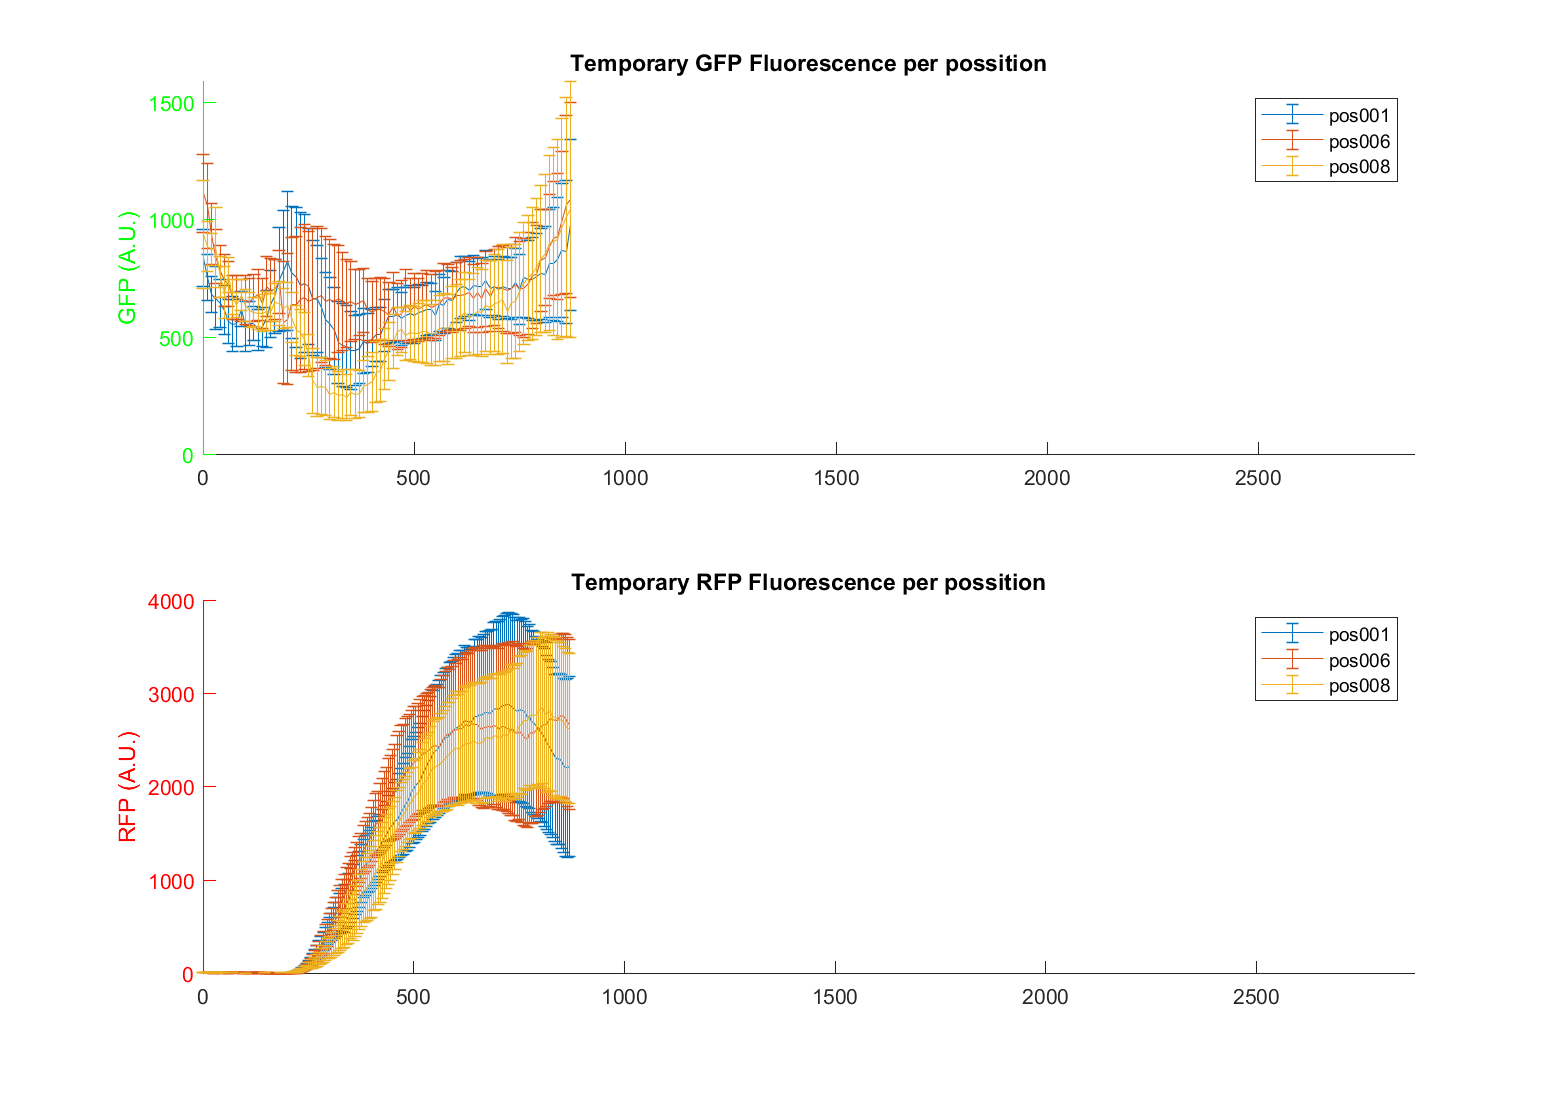 Temporary GFP Fluorescence per possition
1500
1000
500
0
GFP (A.U.)
0 500 1000 1500 2000 2500
pos001
pos006
pos008
Temporary RFP Fluorescence per possition
4000
3000
2000
1000
0
RFP (A.U.)
0 500 1000 1500 2000 2500
pos001
pos006
pos008